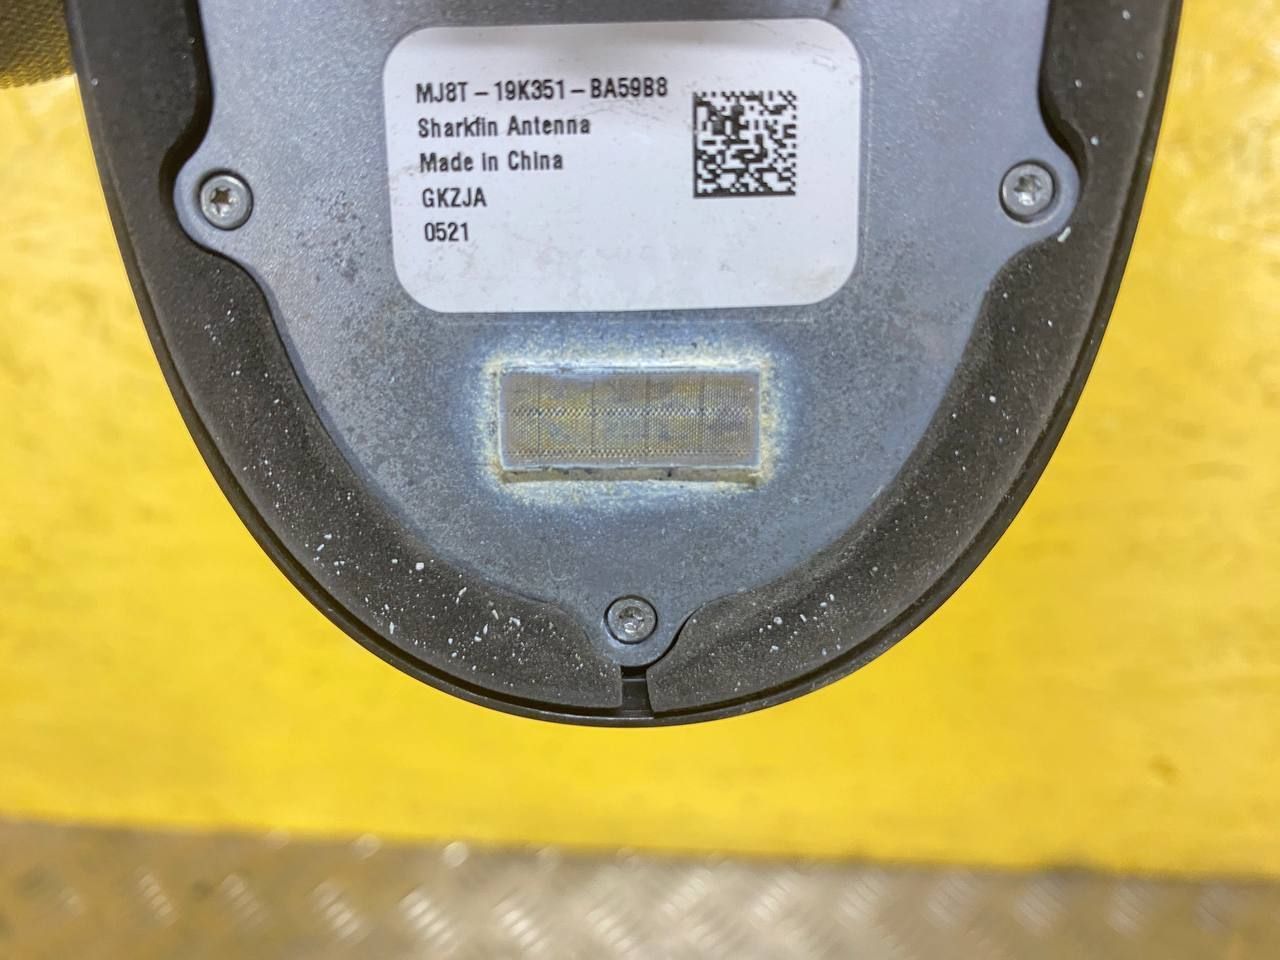 MJ8T-19K351-BA59B8
Sharkfin Antenna
Made in China
GKZJA
0521